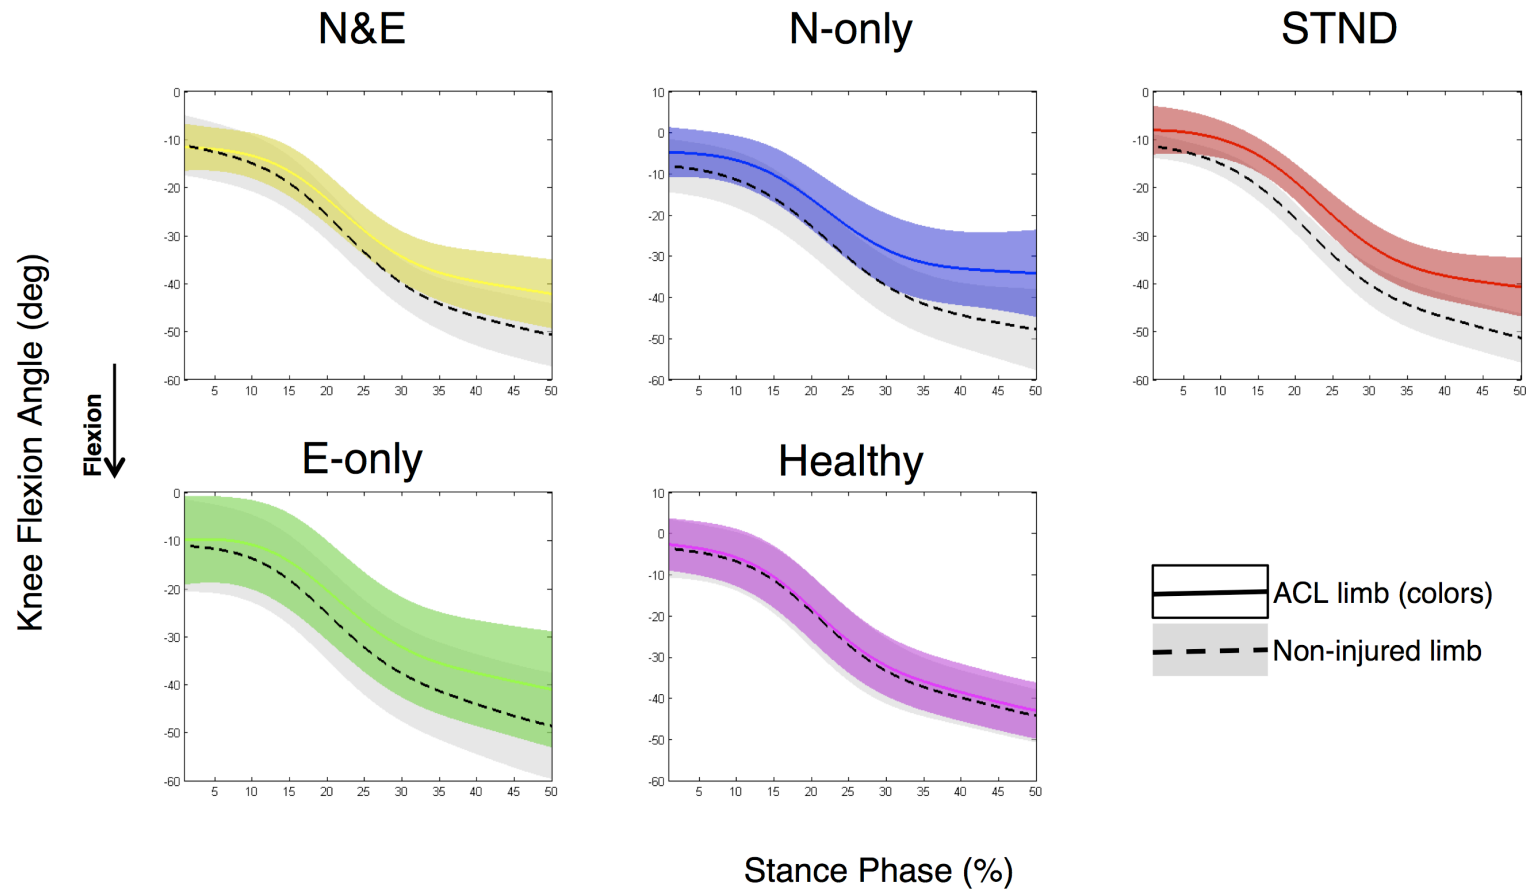 N&E
N-only
STND
0
-10
-20
-30
-40
-50
-60
5 10 15 20 25 30 35 40 45 50
10
0
-10
-20
-30
-40
-50
-60
5 10 15 20 25 30 35 40 45 50
0
-10
-20
-30
-40
-50
-60
5 10 15 20 25 30 35 40 45 50
Knee Flexion Angle (deg)
Flexion
E-only
Healthy
0
-10
-20
-30
-40
-50
-60
5 10 15 20 25 30 35 40 45 50
10
0
-10
-20
-30
-40
-50
-60
5 10 15 20 25 30 35 40 45 50
ACL limb (colors)
Non-injured limb
Stance Phase (%)